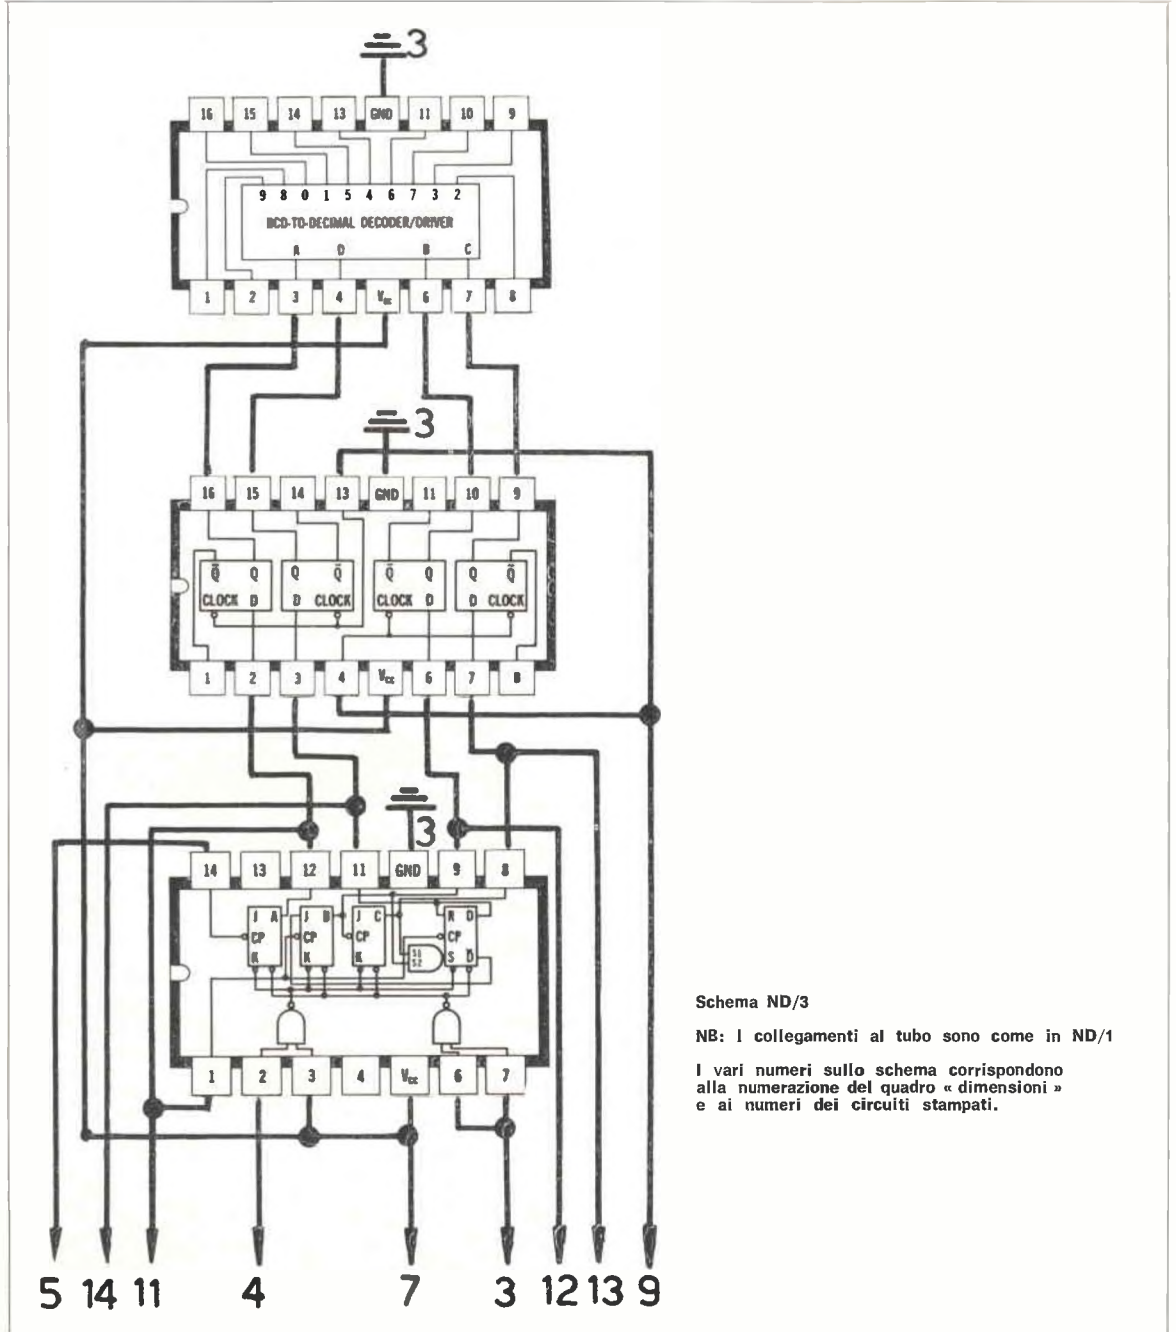 3
16 15 14 13 GND 11 10 9
9 8 0 1 5 4 6 7 3 2
BCD-TO-DECIMAL DECODER/DRIVER
A D B C
1 2 3 4 Vcc 6 7 8
3
16 15 14 13 GND 11 10 9
Q̅ Q Q Q̅ Q̅ Q Q Q̅
CLOCK D D CLOCK CLOCK D D CLOCK
1 2 3 4 Vcc 6 7 8
3
14 13 12 11 GND 9 8
J A J B J C R D
CP CP CP CP
K K K S1 S2 S D̅
1 2 3 4 Vcc 6 7
5 14 11 4 7 3 12 13 9
Schema ND/3
NB: I collegamenti al tubo sono come in ND/1
I vari numeri sullo schema corrispondono
alla numerazione del quadro « dimensioni »
e ai numeri dei circuiti stampati.